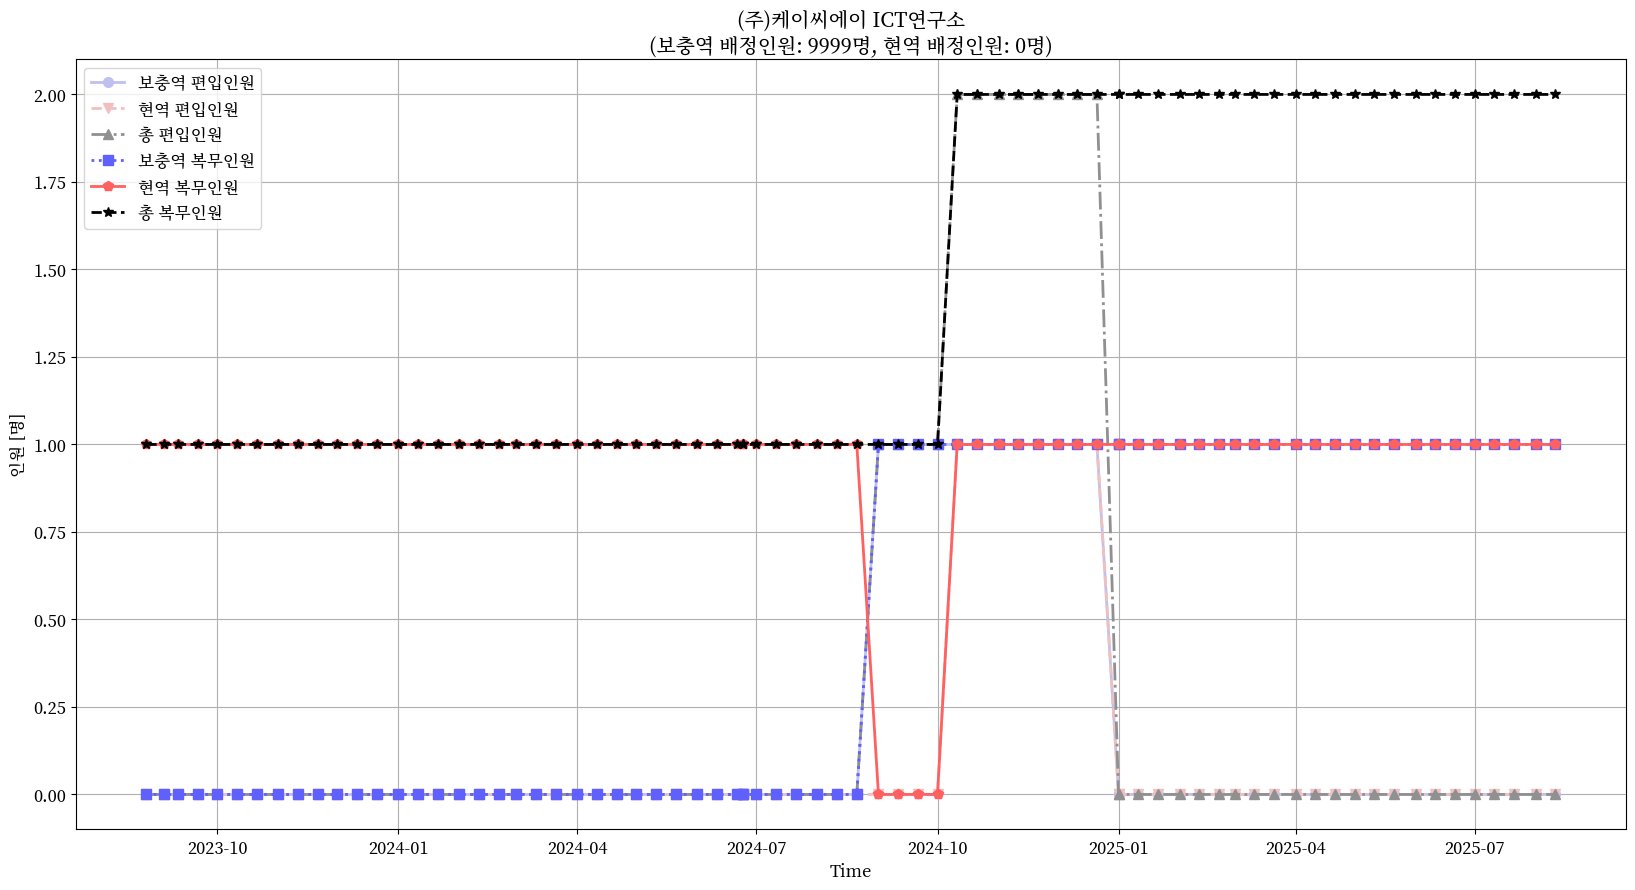 (주)케이씨에이 ICT연구소
(보충역 배정인원: 9999명, 현역 배정인원: 0명)
보충역 편입인원
현역 편입인원
총 편입인원
보충역 복무인원
현역 복무인원
총 복무인원
2.00
1.75
1.50
1.25
1.00
0.75
0.50
0.25
0.00
인원 [명]
2023-10
2024-01
2024-04
2024-07
2024-10
2025-01
2025-04
2025-07
Time